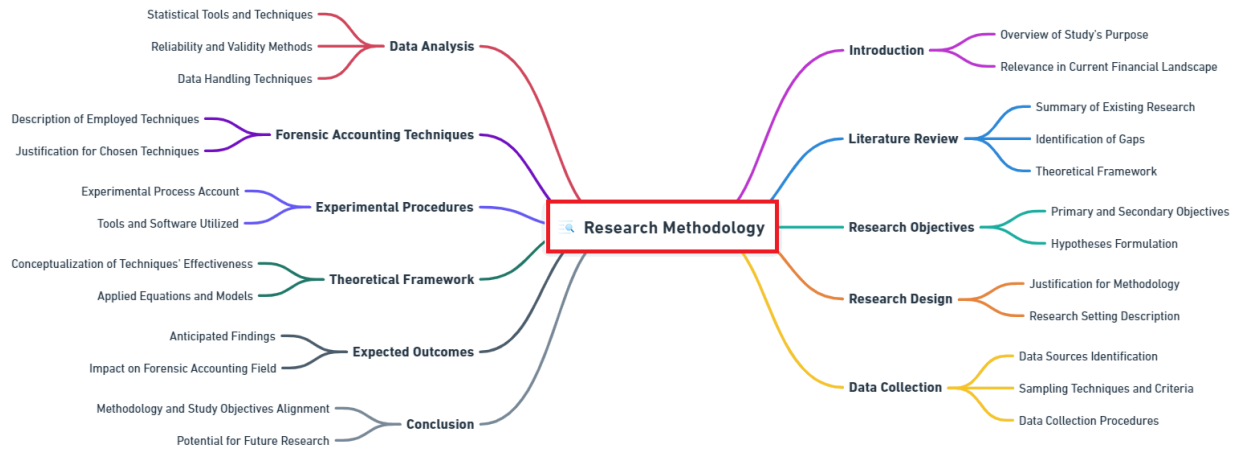 Research Methodology
Introduction
Overview of Study's Purpose
Relevance in Current Financial Landscape
Literature Review
Summary of Existing Research
Identification of Gaps
Theoretical Framework
Research Objectives
Primary and Secondary Objectives
Hypotheses Formulation
Research Design
Justification for Methodology
Research Setting Description
Data Collection
Data Sources Identification
Sampling Techniques and Criteria
Data Collection Procedures
Data Analysis
Statistical Tools and Techniques
Reliability and Validity Methods
Data Handling Techniques
Forensic Accounting Techniques
Description of Employed Techniques
Justification for Chosen Techniques
Experimental Procedures
Experimental Process Account
Tools and Software Utilized
Theoretical Framework
Conceptualization of Techniques' Effectiveness
Applied Equations and Models
Expected Outcomes
Anticipated Findings
Impact on Forensic Accounting Field
Conclusion
Methodology and Study Objectives Alignment
Potential for Future Research